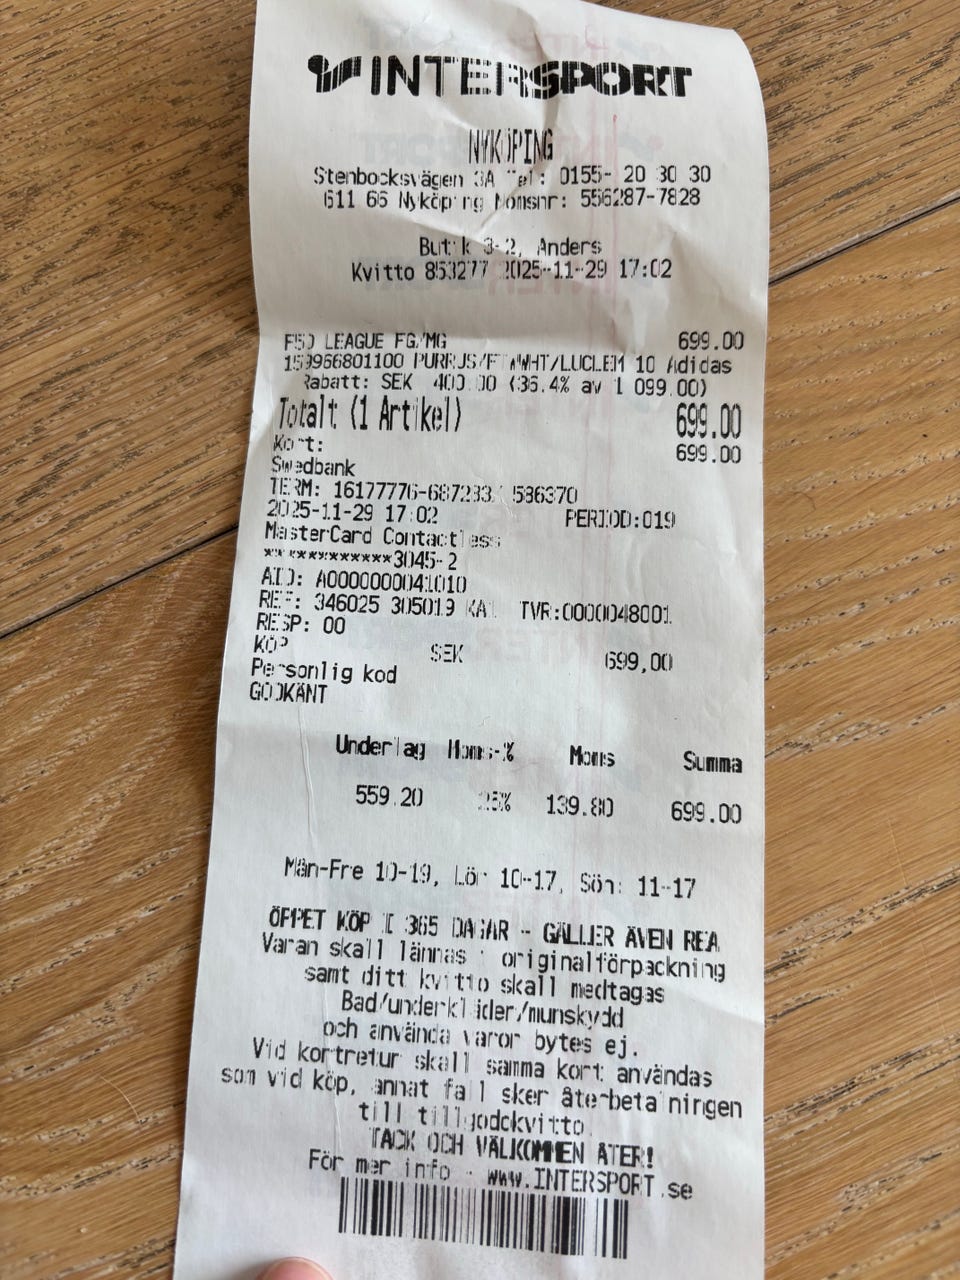 INTERSPORT
NYKÖPING
Stenbocksvägen 3A Tel: 0155- 20 30 30
611 66 Nyköping Momsnr: 556287-7828
Butik 3-2, Anders
Kvitto 853277 2025-11-29 17:02
F50 LEAGUE FG/MG 699.00
159966801100 PURRUS/FTWWHT/LUCLEM 10 Adidas
Rabatt: SEK 400.00 (36.4% av 1 099.00)
Totalt (1 Artikel) 699.00
Kort: 699.00
Swedbank
TERM: 16177776-
2025-11-29 17:02 PERIOD:019
MasterCard Contactless
************3045-2
AID: A0000000041010
REF: 346025 305019 TVR:0000048001
RESP: 00
KÖP SEK 699,00
Personlig kod
GODKÄNT
Underlag Moms-% Moms Summa
559.20 25% 139.80 699.00
Mån-Fre 10-19, Lör 10-17, Sön: 11-17
ÖPPET KÖP I 365 DAGAR - GÄLLER ÄVEN REA
Varan skall lämnas i originalförpackning
samt ditt kvitto skall medtagas
Bad/underkläder/munskydd
och använda varor bytes ej.
Vid kortretur skall samma kort användas
som vid köp, annat fall sker återbetalningen
till tillgodokvitto.
TACK OCH VÄLKOMMEN ÅTER!
För mer info - www.INTERSPORT.se